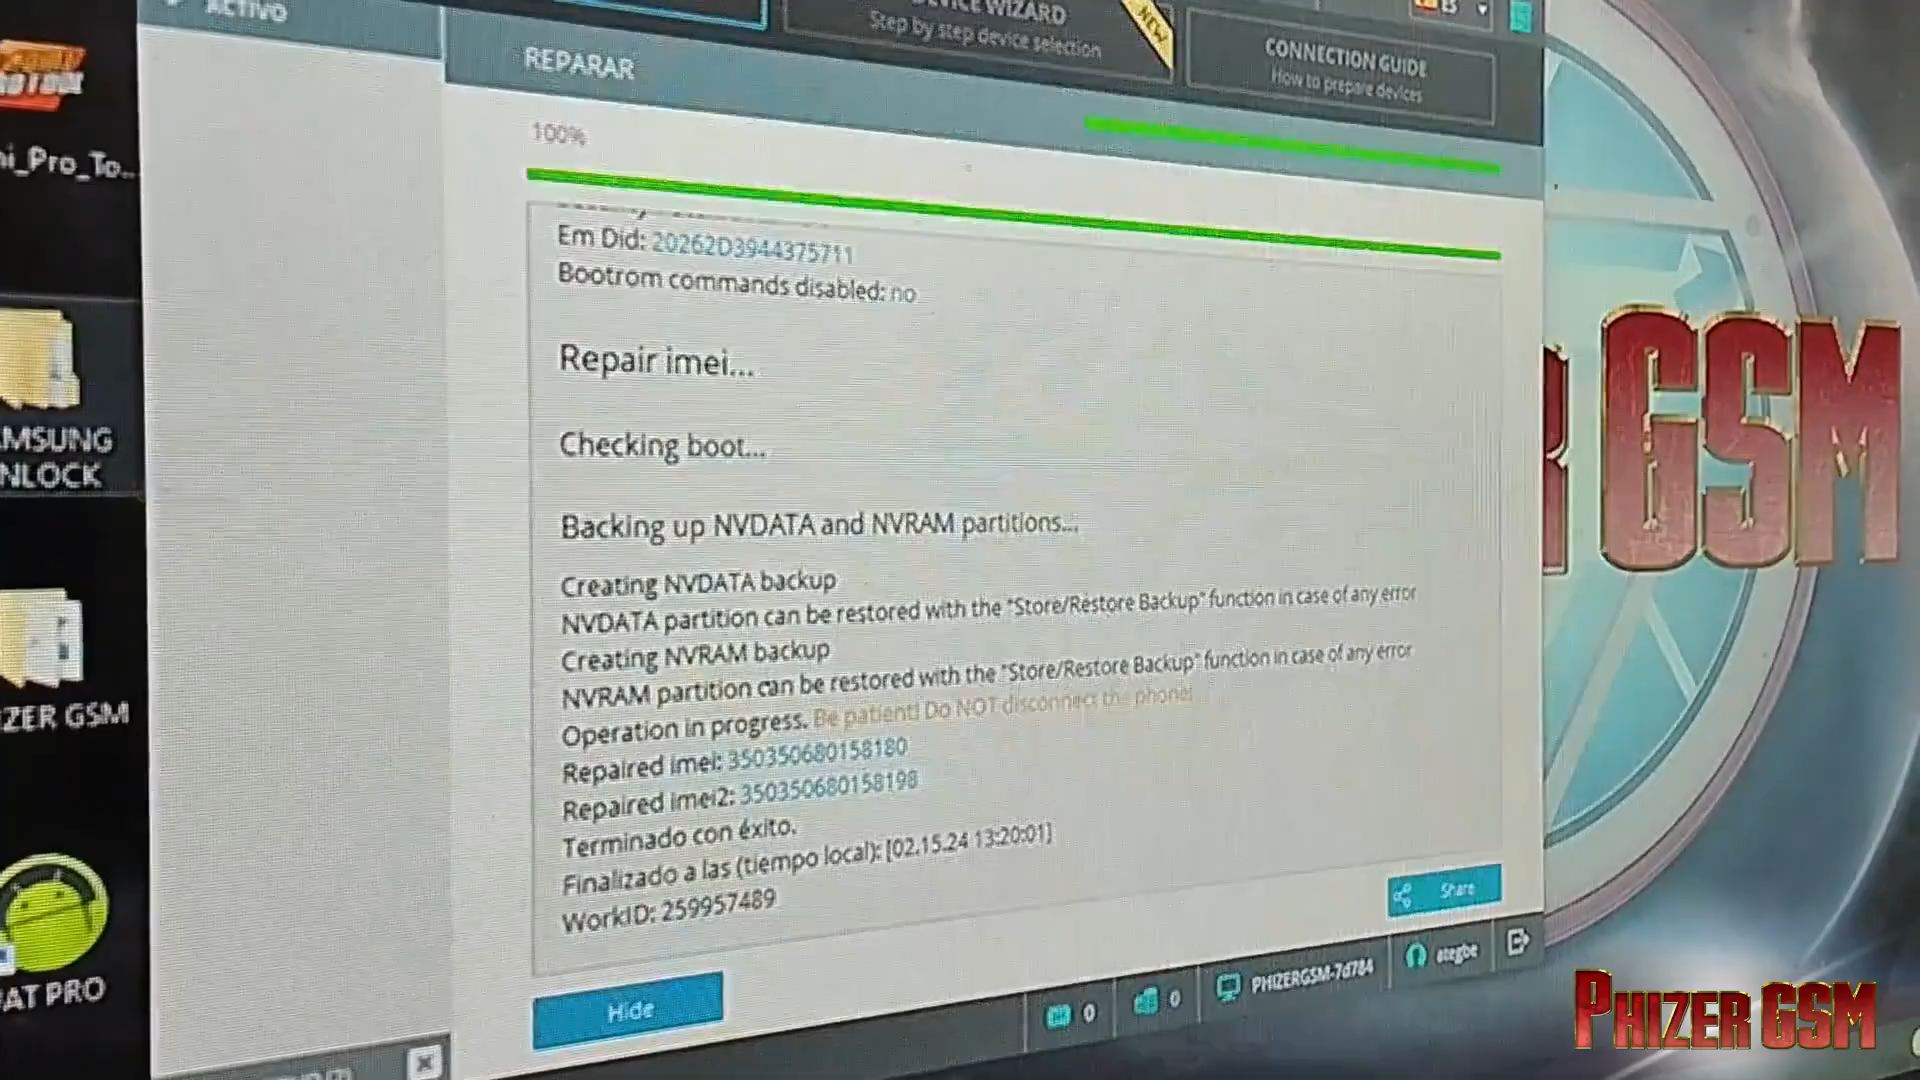 ACTIVO
WIZARD
Step by step device selection
NEW
CONNECTION GUIDE
How to prepare devices
ES
REPARAR
100%
Em Did: 20262D3944375711
Bootrom commands disabled: no
Repair imei...
Checking boot...
Backing up NVDATA and NVRAM partitions...
Creating NVDATA backup
NVDATA partition can be restored with the "Store/Restore Backup" function in case of any error
Creating NVRAM backup
NVRAM partition can be restored with the "Store/Restore Backup" function in case of any error
Operation in progress. Be patient! Do NOT disconnect the phone!
Repaired imei: 350350680158180
Repaired imei2: 350350680158198
Terminado con éxito.
Finalizado a las (tiempo local): [02.15.24 13:20:01]
WorkID: 259957489
Share
Hide
0
0
PHIZERGSM-7d784
ategbe
i_Pro_To...
AMSUNG
NLOCK
ZER GSM
AT PRO
R GSM
PHIZER GSM